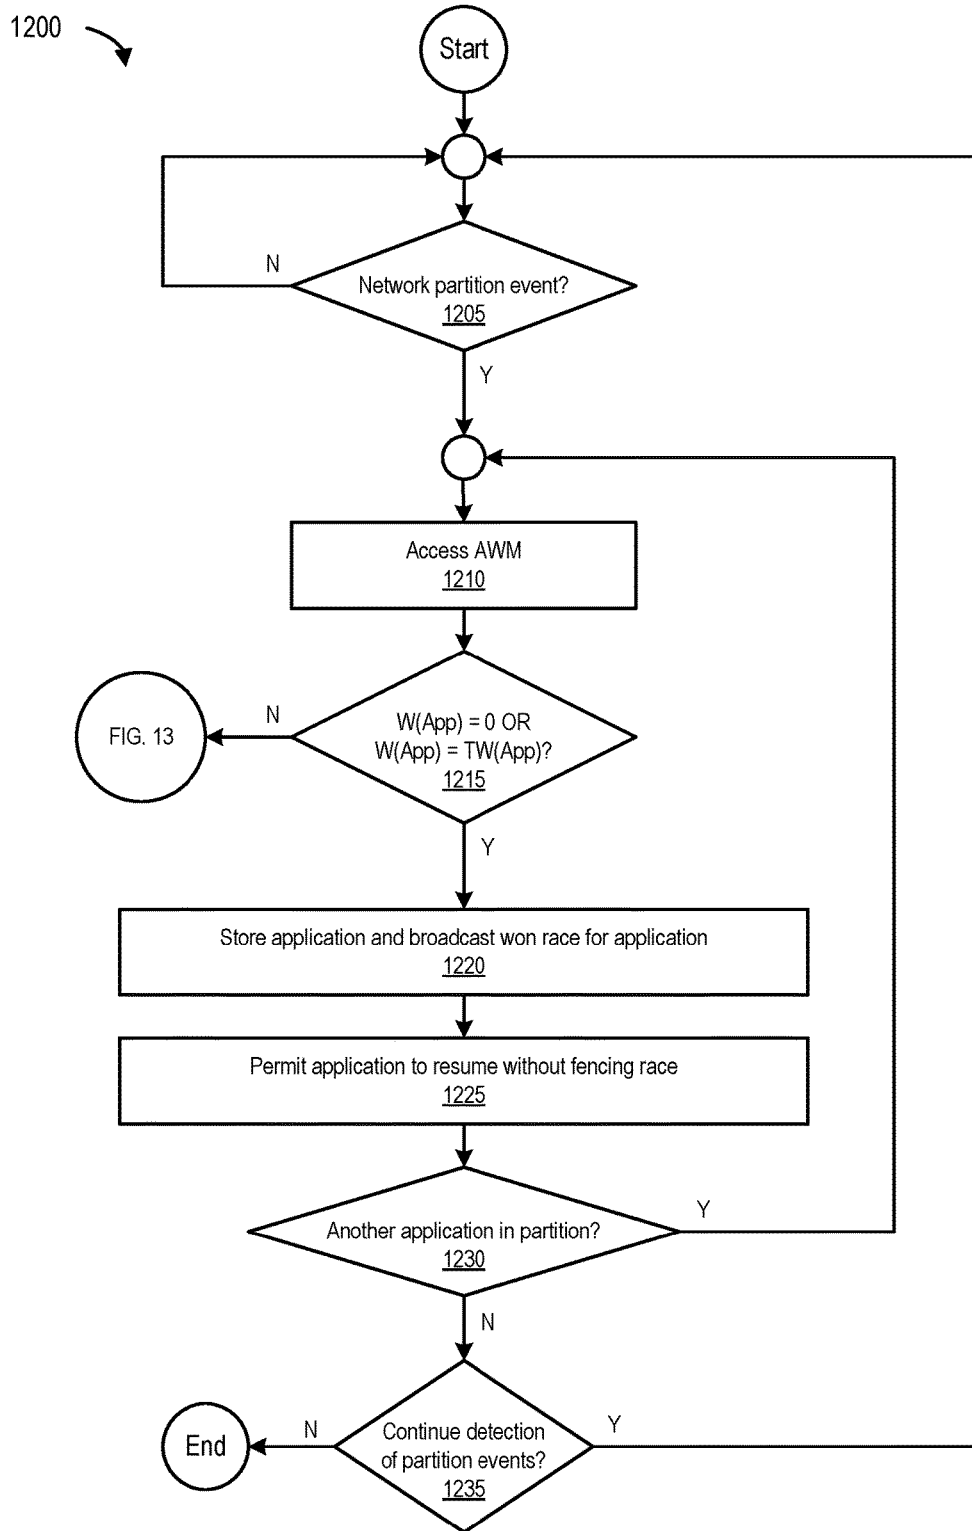 1200
Start
N
Network partition event?
1205
Y
Access AWM
1210
N
W(App) = 0 OR
W(App) = TW(App)?
1215
FIG. 13
Y
Store application and broadcast won race for application
1220
Permit application to resume without fencing race
1225
Y
Another application in partition?
1230
N
N
Y
Continue detection
of partition events?
1235
End